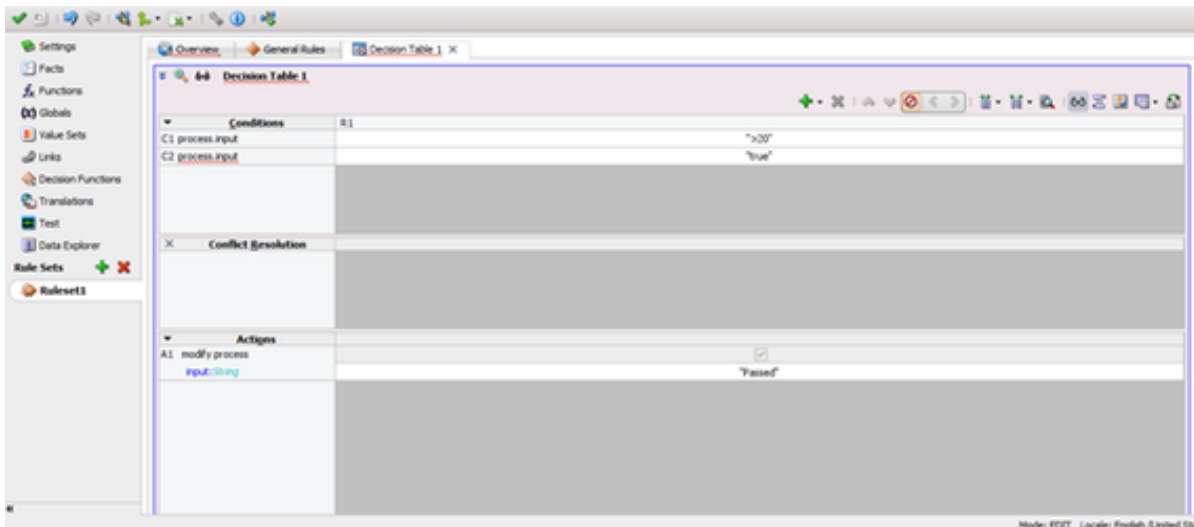 Settings
Facts
Functions
Globals
Value Sets
Links
Decision Functions
Translations
Test
Data Explorer
Rule Sets
Ruleset1
Overview General Rules Decision Table 1
Decision Table 1
Conditions R1
C1 process.input ">20"
C2 process.input "true"
Conflict Resolution
Actions
A1 modify process
input:String "Passed"
Mode: EDIT Locale: English (United St